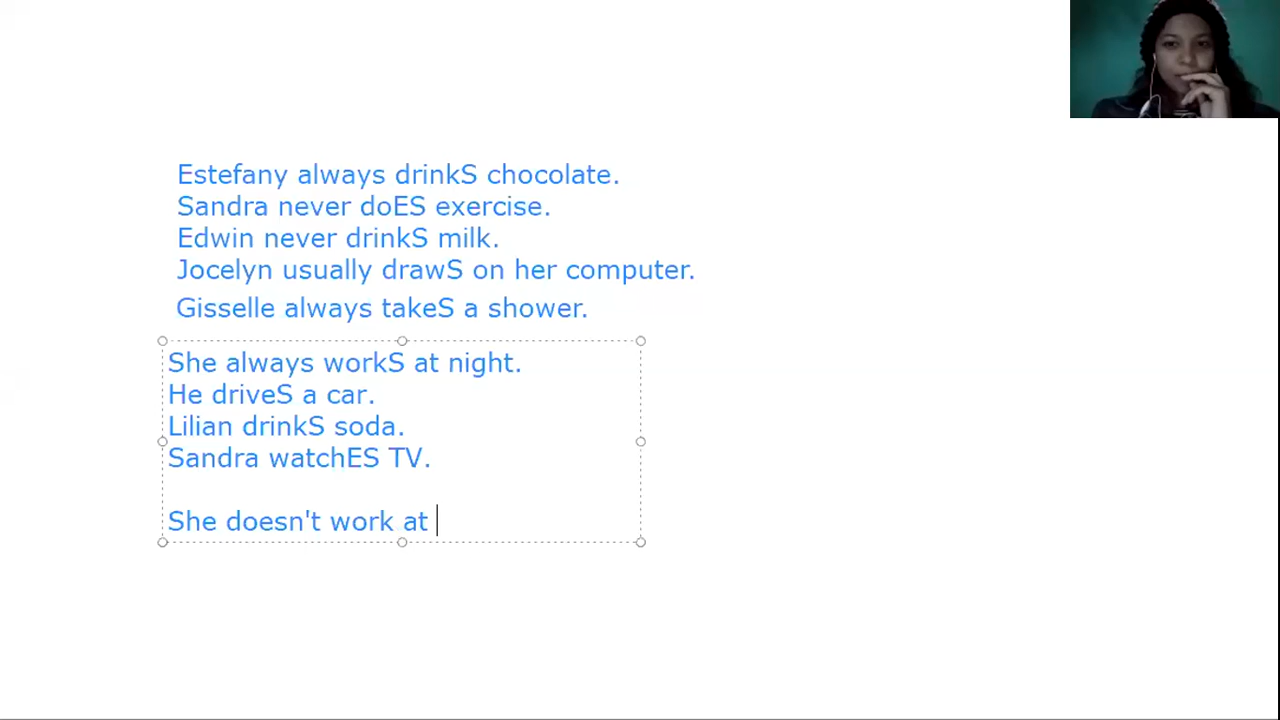 Estefany always drinkS chocolate.
Sandra never doES exercise.
Edwin never drinkS milk.
Jocelyn usually drawS on her computer.
Gisselle always takeS a shower.
She always workS at night.
He driveS a car.
Lilian drinkS soda.
Sandra watchES TV.
She doesn't work at